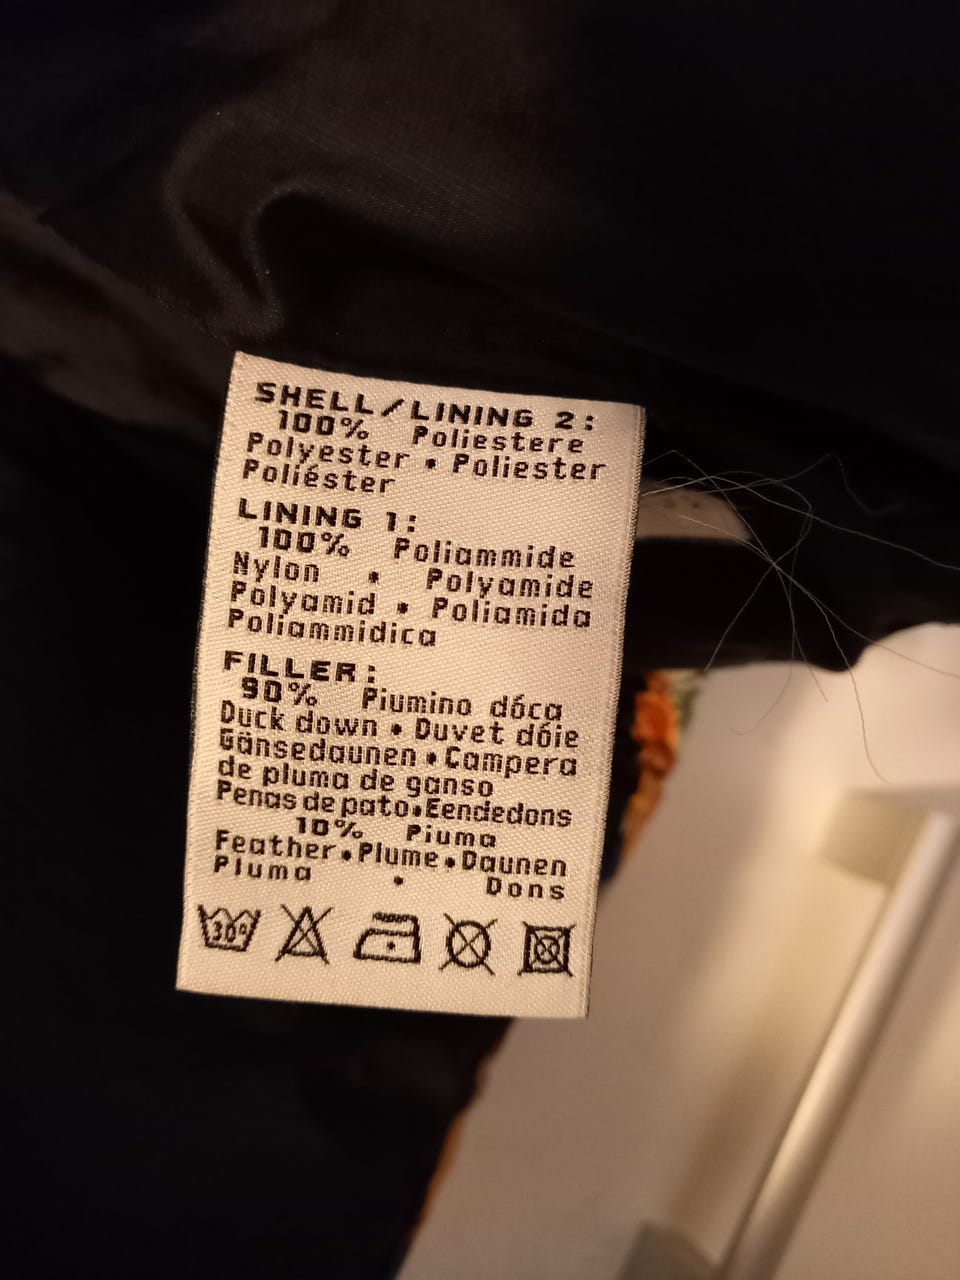 SHELL/LINING 2:
100% Poliestere
Polyester • Poliester
Poliéster
LINING 1:
100% Poliammide
Nylon • Polyamide
Polyamid • Poliamida
Poliammidica
FILLER:
90% Piumino dóca
Duck down • Duvet dóie
Gänsedaunen • Campera
de pluma de ganso
Penas de pato • Eendedons
10% Piuma
Feather • Plume • Daunen
Pluma • Dons
30°